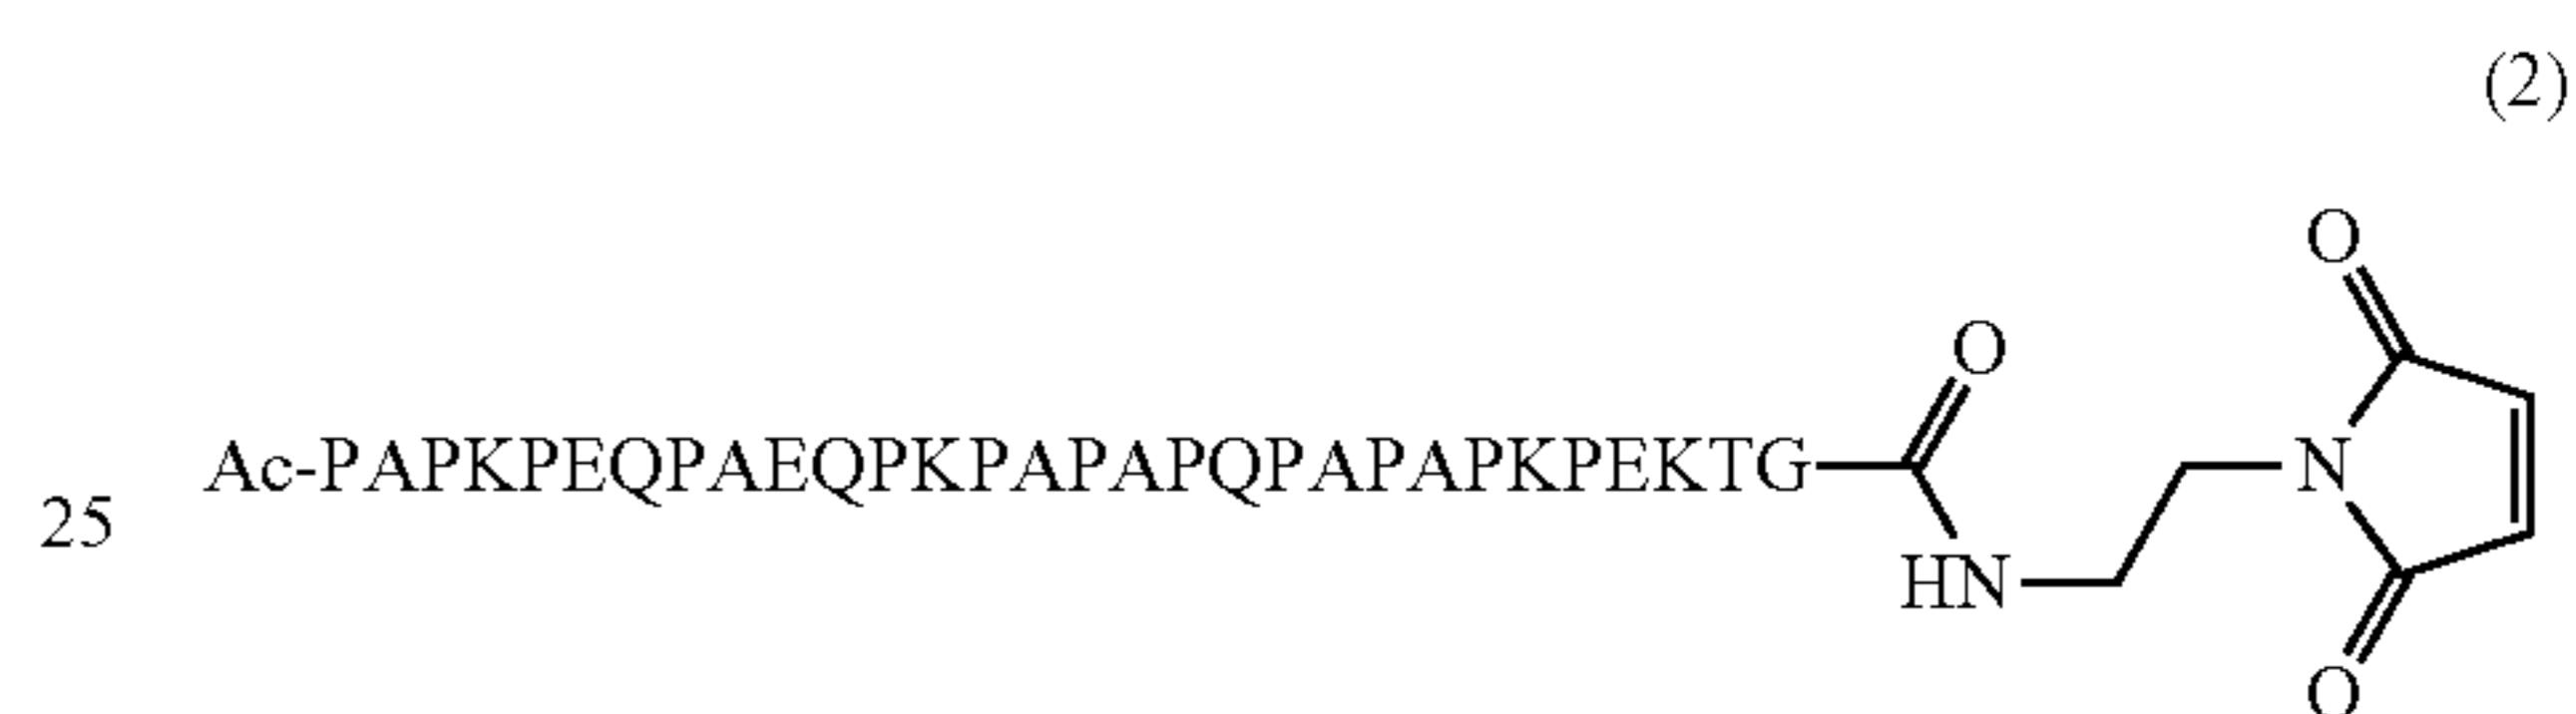 (2)
O
O
25 Ac-PAPKPEQPAEQPKPAPAPQPAPAPKPEKTG
N
HN
O